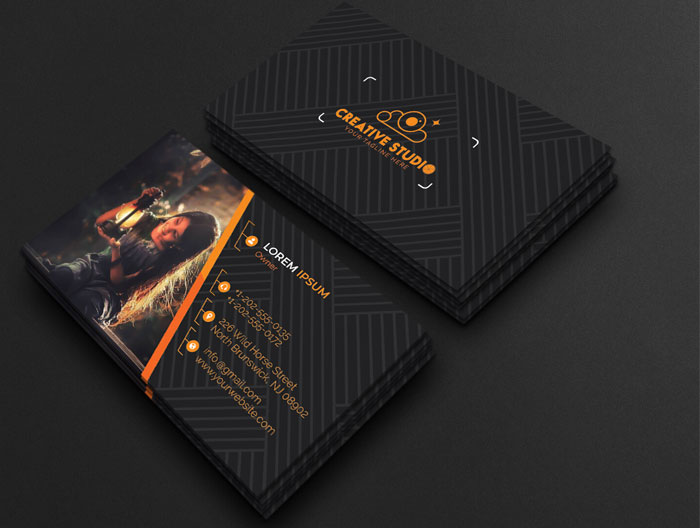 CREATIVE STUDIO
YOUR TAGLINE HERE
LOREM IPSUM
Owner
+1-202-555-0135
+1-202-555-0172
226 Wild Horse Street
North Brunswick, NJ 08902
info@gmail.com
www.yourwebsite.com